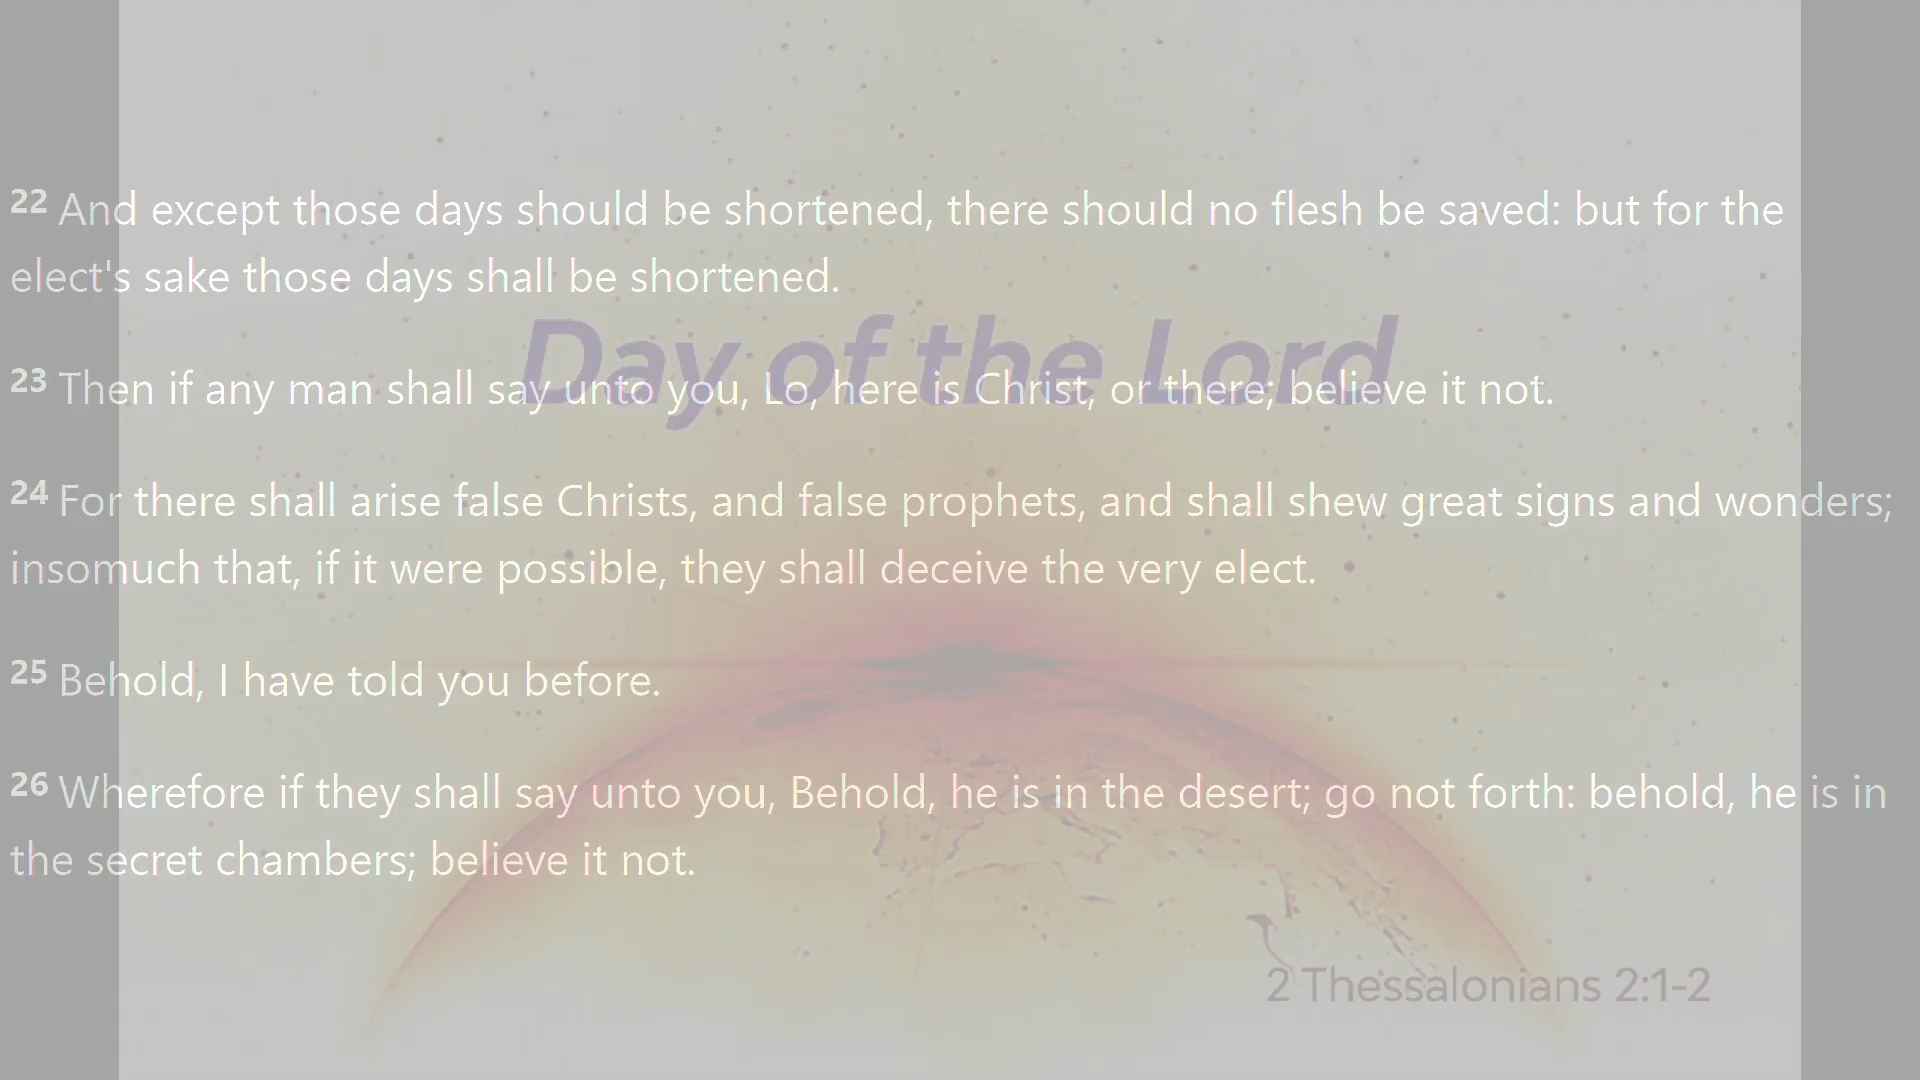 22 And except those days should be shortened, there should no flesh be saved: but for the
elect's sake those days shall be shortened.
Day of the Lord
23 Then if any man shall say unto you, Lo, here is Christ, or there; believe it not.
24 For there shall arise false Christs, and false prophets, and shall shew great signs and wonders;
insomuch that, if it were possible, they shall deceive the very elect.
25 Behold, I have told you before.
26 Wherefore if they shall say unto you, Behold, he is in the desert; go not forth: behold, he is in
the secret chambers; believe it not.
2 Thessalonians 2:1-2